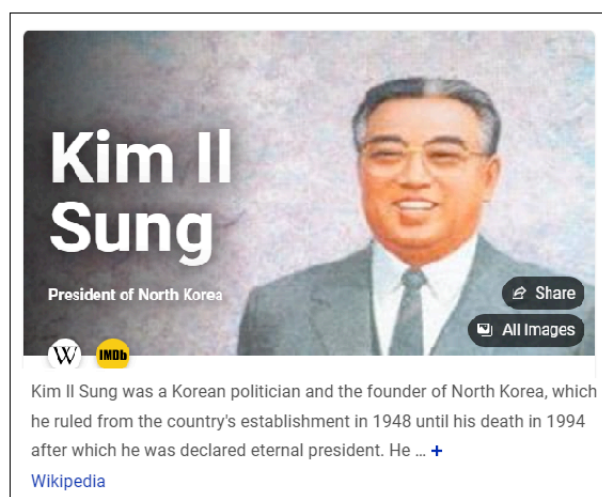 Kim Il
Sung
President of North Korea
Share
All Images
W
IMDb
Kim Il Sung was a Korean politician and the founder of North Korea, which
he ruled from the country's establishment in 1948 until his death in 1994
after which he was declared eternal president. He ... +
Wikipedia